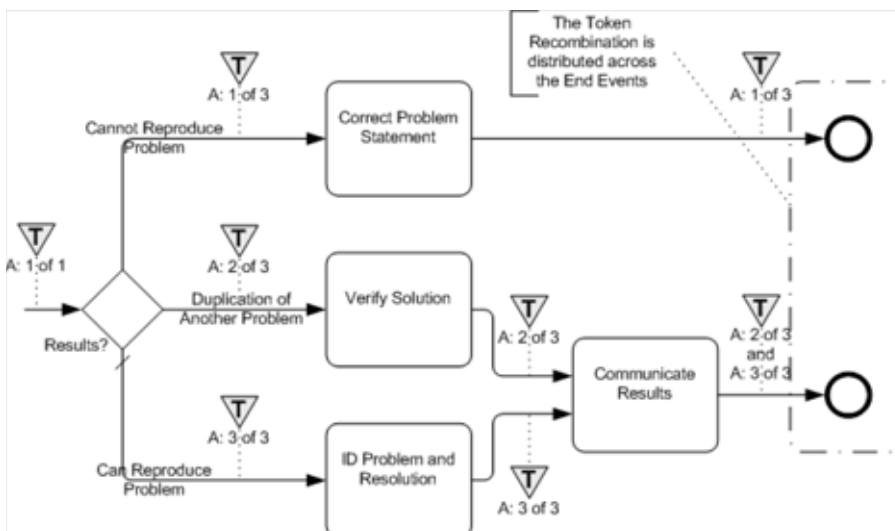 The Token
Recombination is
distributed across
the End Events
T
A: 1 of 3
T
A: 1 of 3
Cannot Reproduce
Problem
Correct Problem
Statement
T
A: 1 of 1
T
A: 2 of 3
Duplication of
Another Problem
Results?
Verify Solution
T
A: 2 of 3
Communicate
Results
T
A: 2 of 3
and
A: 3 of 3
T
A: 3 of 3
Can Reproduce
Problem
ID Problem and
Resolution
T
A: 3 of 3